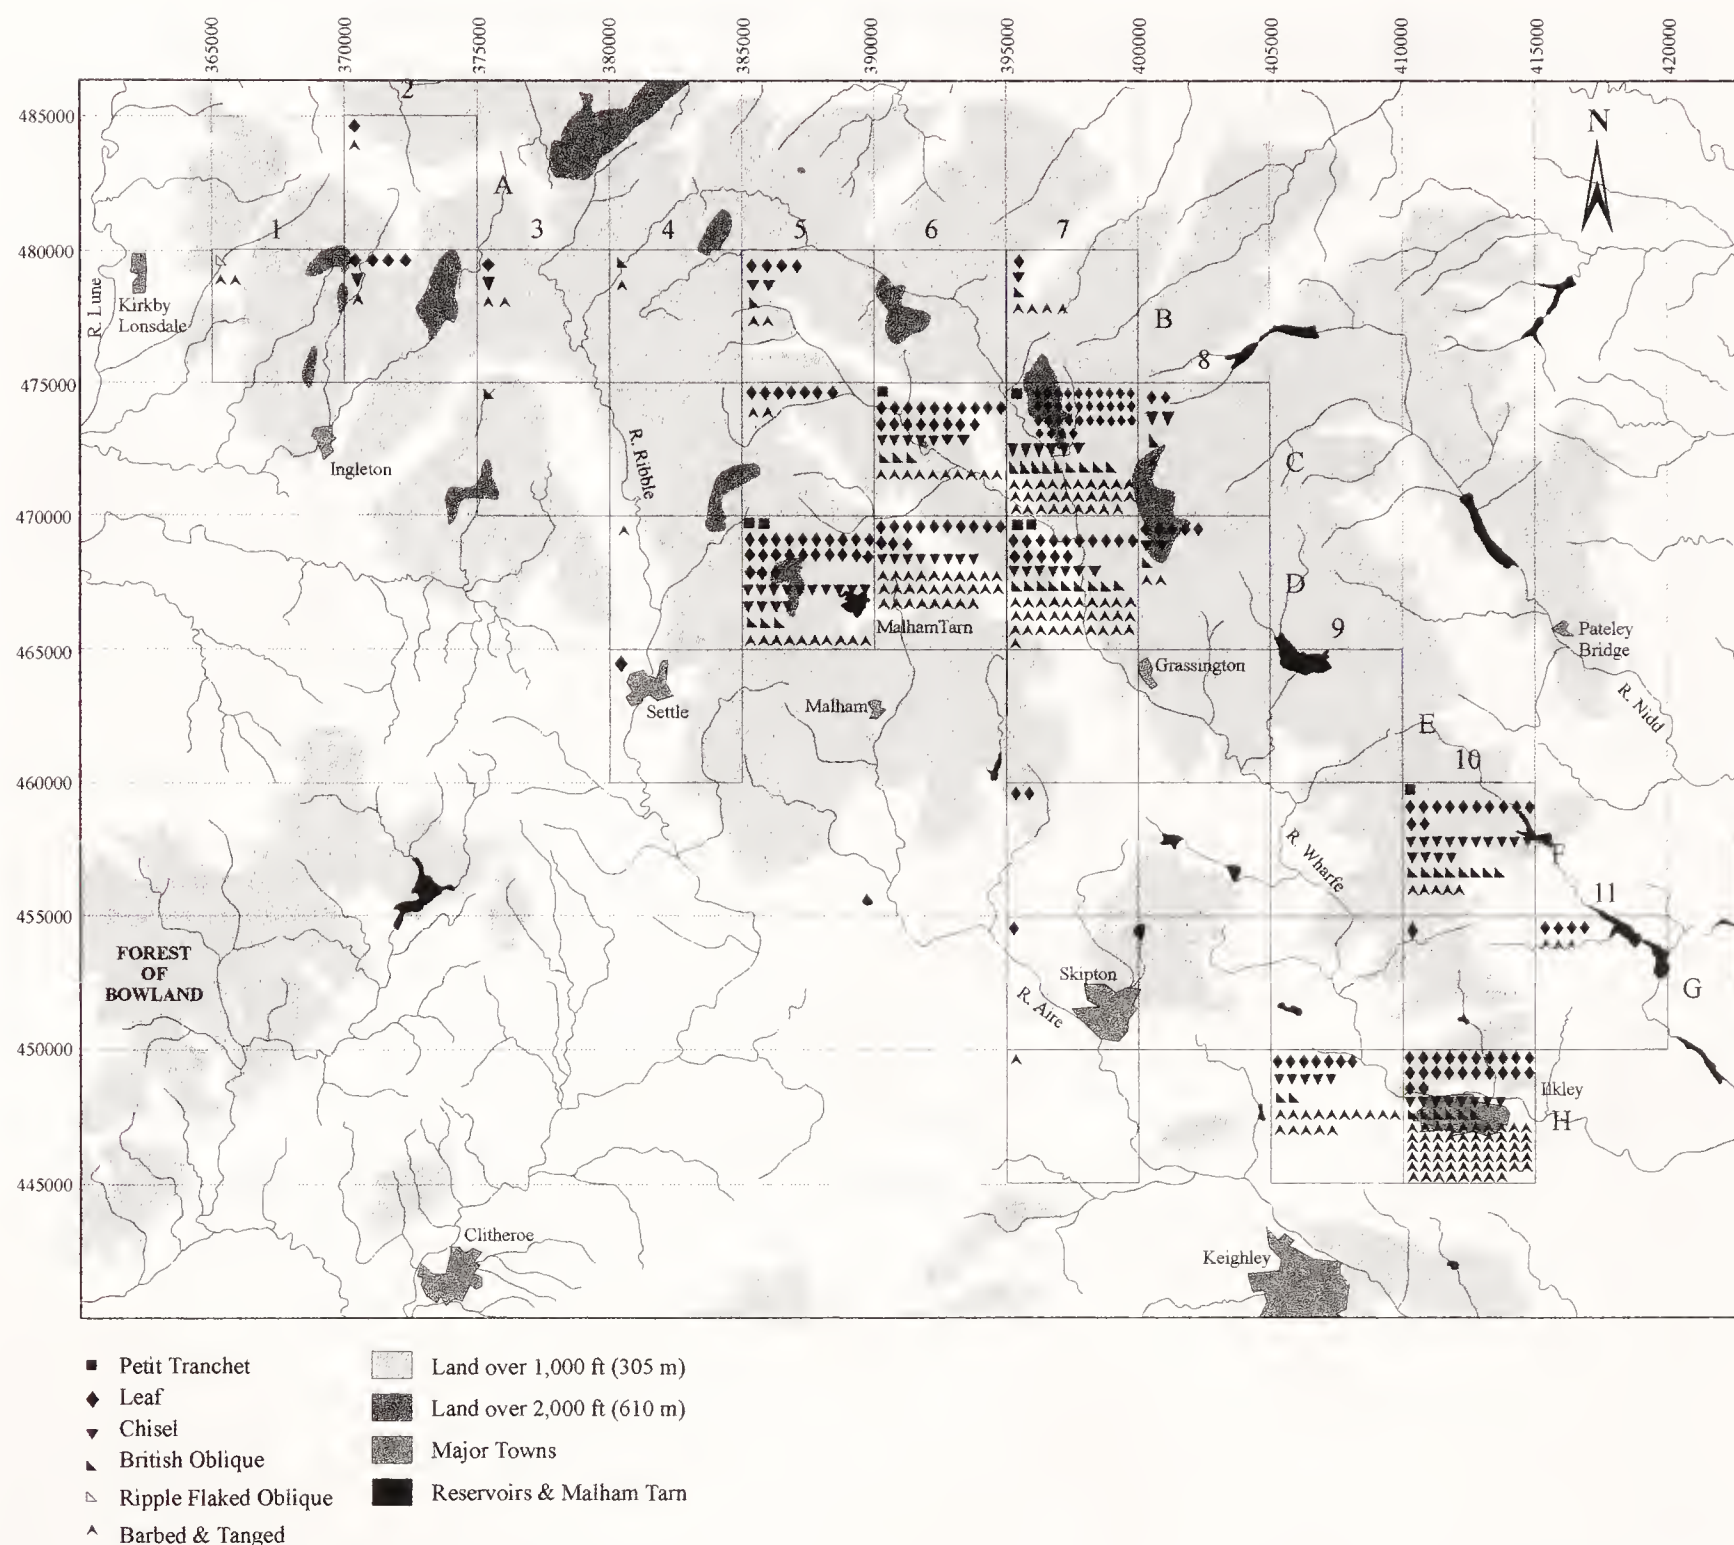 365000 370000 375000 380000 385000 390000 395000 400000 405000 410000 415000 420000
2
485000
N
A
1 3 4 5 6 7
480000
R. Lune
Kirkby
Lonsdale
B
8
475000
R. Ribble
Ingleton
C
470000
D
MalhamTarn
9
Pateley
Bridge
465000
Grassington
R. Nidd
Settle
Malham
E
10
460000
R. Wharfe
F
11
455000
FOREST
OF
BOWLAND
Skipton
G
R. Aire
450000
Ilkley
H
445000
Clitheroe
Keighley
Petit Tranchet
Leaf
Chisel
British Oblique
Ripple Flaked Oblique
Barbed & Tanged
Land over 1,000 ft (305 m)
Land over 2,000 ft (610 m)
Major Towns
Reservoirs & Malham Tarn